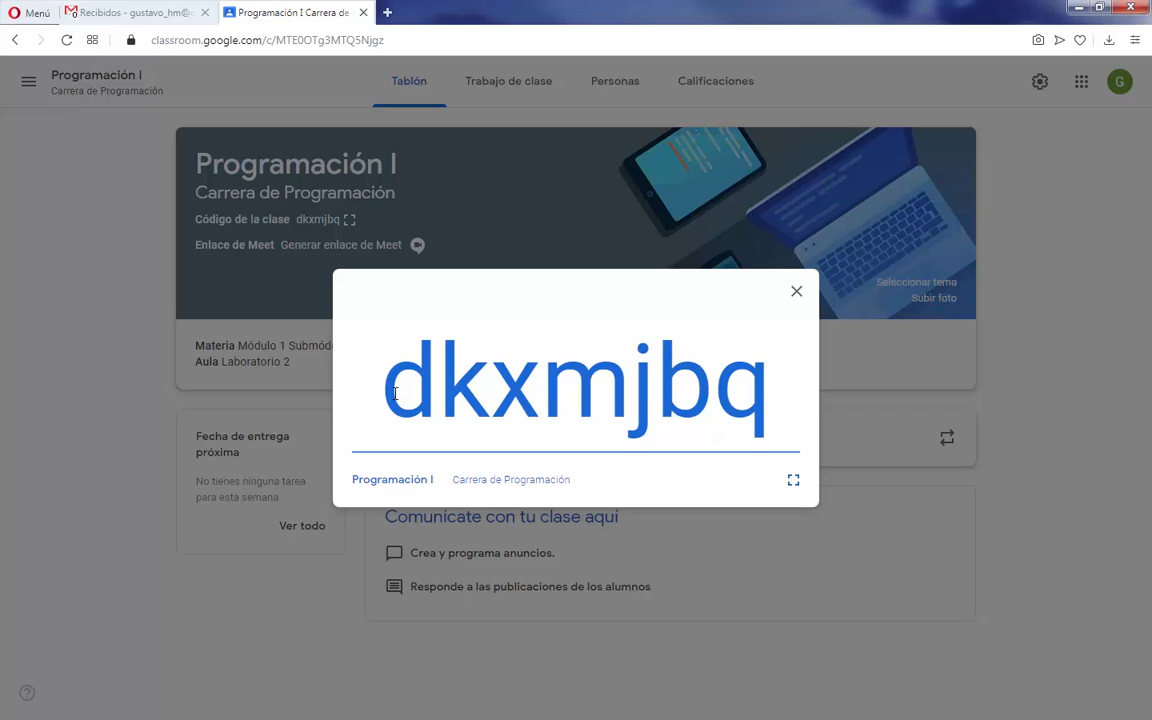 Menú
Recibidos - gustavo_hm@
Programación I Carrera de
classroom.google.com/c/MTE0OTg3MTQ5Njgz
Programación I
Carrera de Programación
Tablón
Trabajo de clase
Personas
Calificaciones
G
Programación I
Carrera de Programación
Código de la clase dkxmjbq
Enlace de Meet Generar enlace de Meet
Seleccionar tema
Subir foto
Materia Módulo 1 Submódu
Aula Laboratorio 2
dkxmjbq
Programación I Carrera de Programación
Fecha de entrega
próxima
No tienes ninguna tarea
para esta semana
Ver todo
Comunícate con tu clase aquí
Crea y programa anuncios.
Responde a las publicaciones de los alumnos